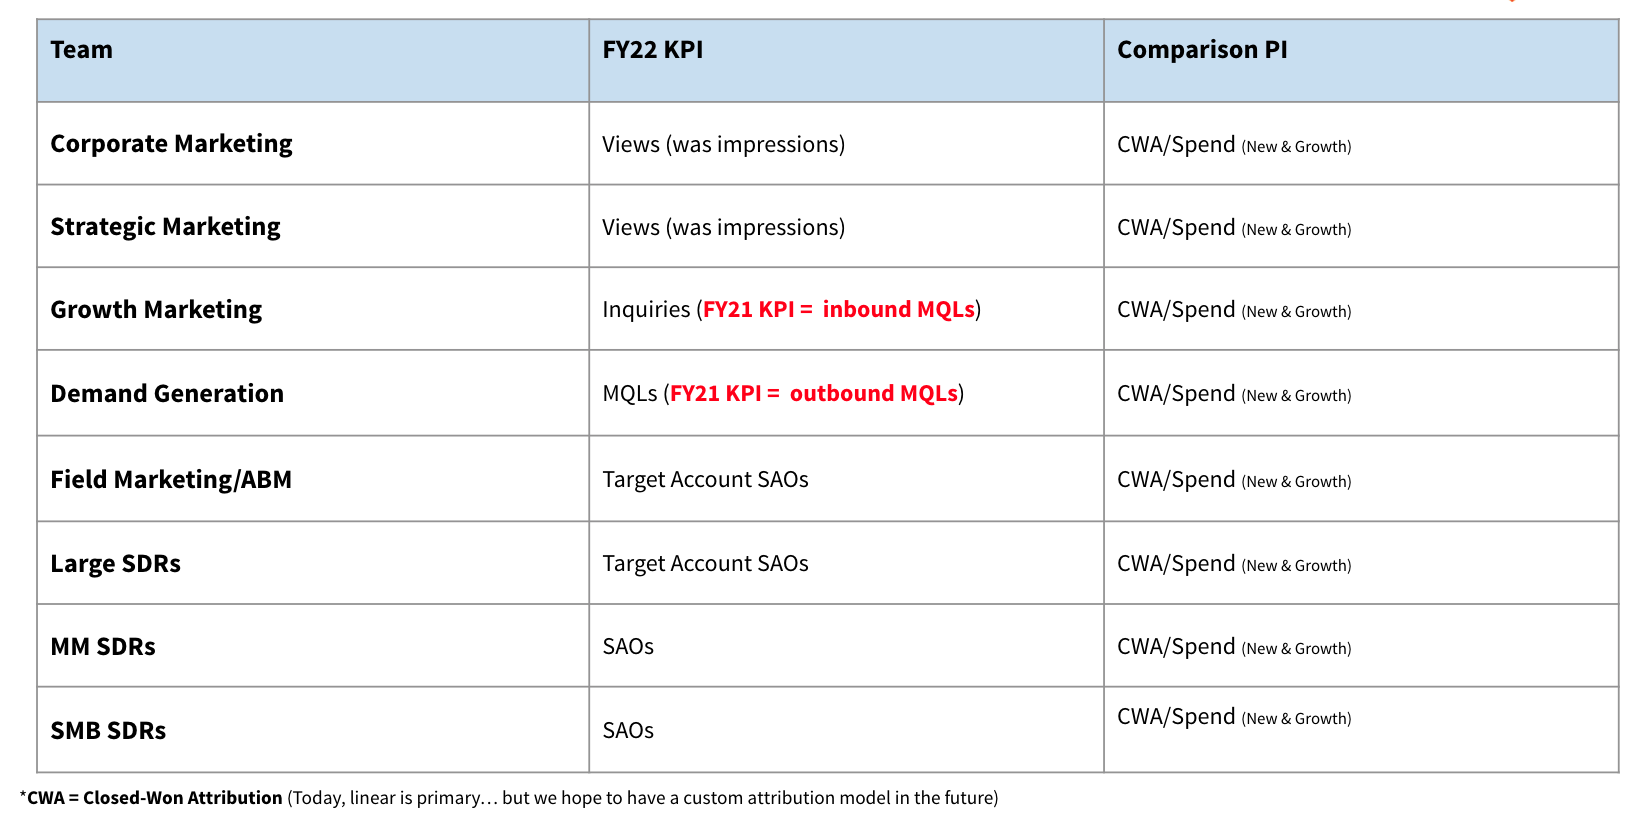 Team FY22 KPI Comparison PI
Corporate Marketing Views (was impressions) CWA/Spend (New & Growth)
Strategic Marketing Views (was impressions) CWA/Spend (New & Growth)
Growth Marketing Inquiries (FY21 KPI = inbound MQLs) CWA/Spend (New & Growth)
Demand Generation MQLs (FY21 KPI = outbound MQLs) CWA/Spend (New & Growth)
Field Marketing/ABM Target Account SAOs CWA/Spend (New & Growth)
Large SDRs Target Account SAOs CWA/Spend (New & Growth)
MM SDRs SAOs CWA/Spend (New & Growth)
SMB SDRs SAOs CWA/Spend (New & Growth)
*CWA = Closed-Won Attribution (Today, linear is primary… but we hope to have a custom attribution model in the future)